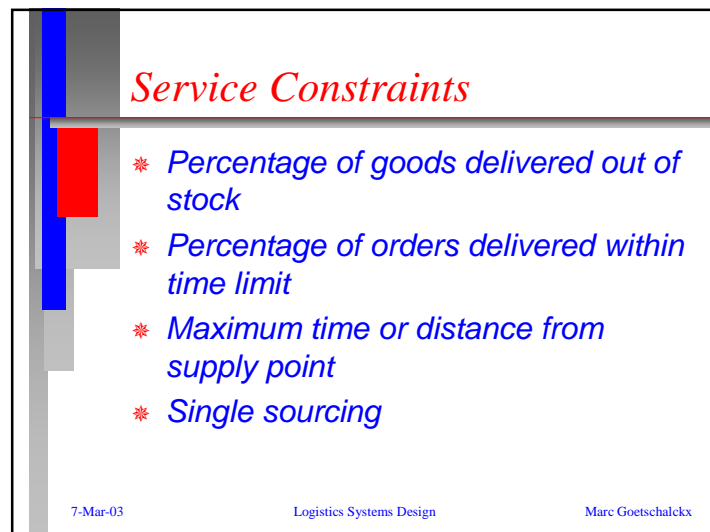 Service Constraints
Percentage of goods delivered out of
stock
Percentage of orders delivered within
time limit
Maximum time or distance from
supply point
Single sourcing
7-Mar-03 Logistics Systems Design Marc Goetschalckx